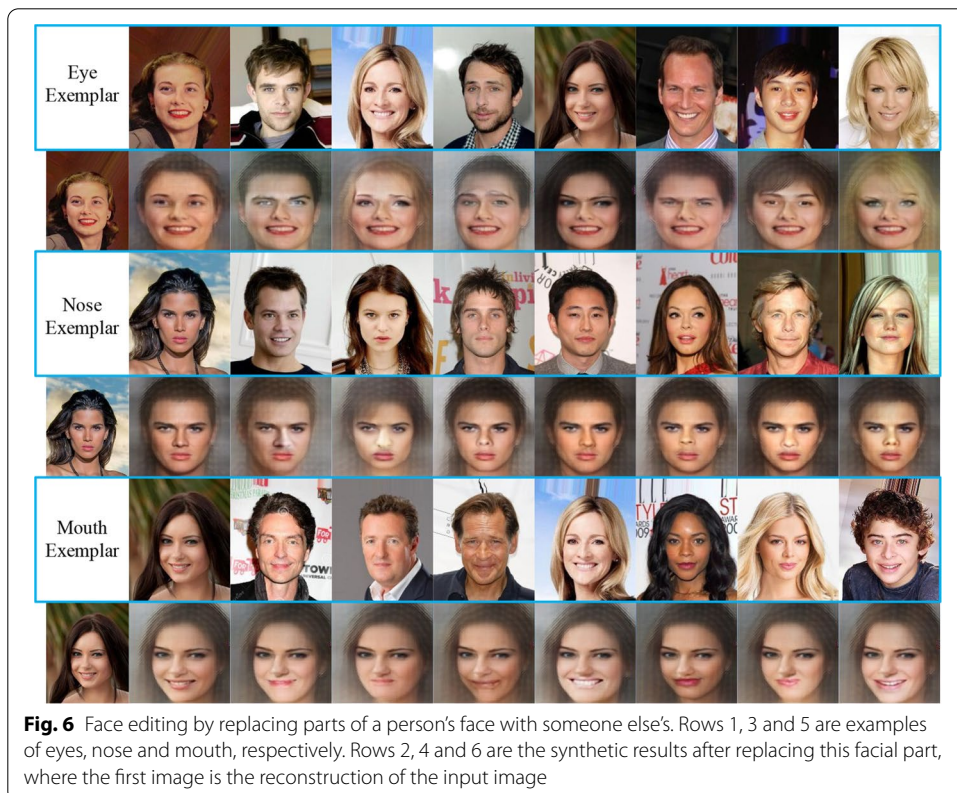 Eye
Exemplar
Nose
Exemplar
Mouth
Exemplar
Fig. 6 Face editing by replacing parts of a person's face with someone else's. Rows 1, 3 and 5 are examples
of eyes, nose and mouth, respectively. Rows 2, 4 and 6 are the synthetic results after replacing this facial part,
where the first image is the reconstruction of the input image